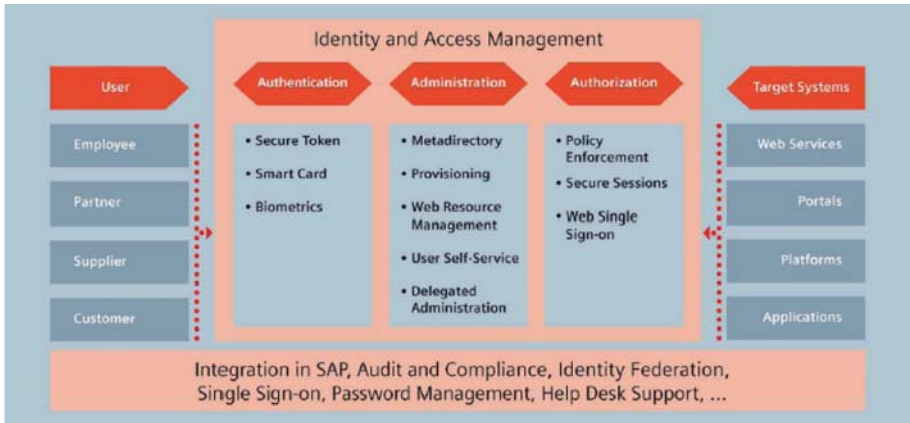 Identity and Access Management
User
Authentication
Administration
Authorization
Target Systems
Employee
Partner
Supplier
Customer
• Secure Token
• Smart Card
• Biometrics
• Metadirectory
• Provisioning
• Web Resource
Management
• User Self-Service
• Delegated
Administration
• Policy
Enforcement
• Secure Sessions
• Web Single
Sign-on
Web Services
Portals
Platforms
Applications
Integration in SAP, Audit and Compliance, Identity Federation,
Single Sign-on, Password Management, Help Desk Support, ...